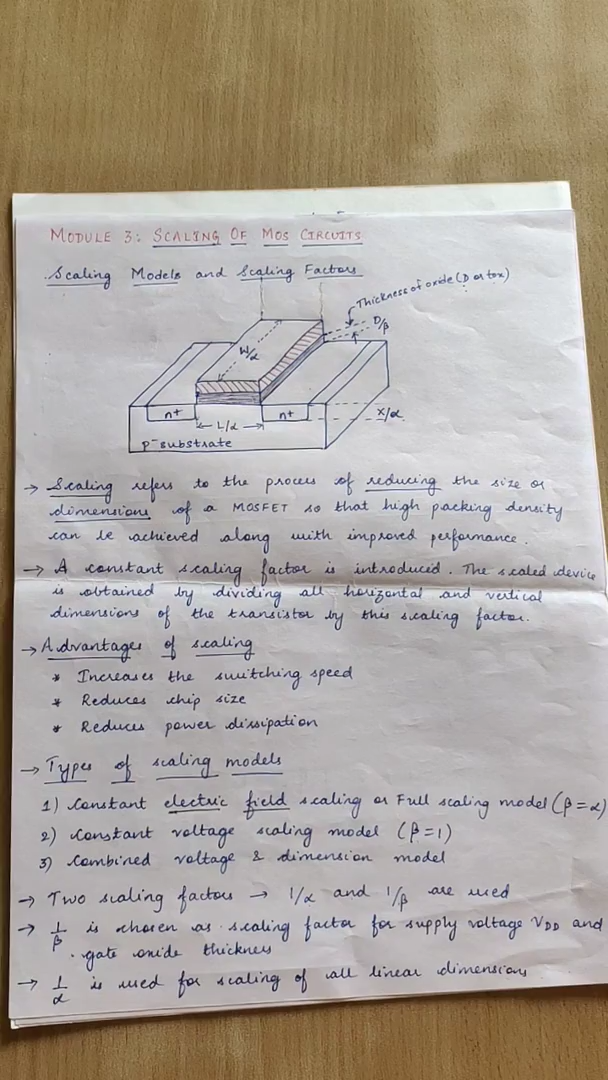 MODULE 3: SCALING OF MOS CIRCUITS
Scaling Models and Scaling Factors
Thickness of oxide (D or tox)
D/β
W/α
n+
L/α
n+
X/α
p- substrate
→ Scaling refers to the process of reducing the size or
dimensions of a MOSFET so that high packing density
can be achieved along with improved performance.
→ A constant scaling factor is introduced. The scaled device
is obtained by dividing all horizontal and vertical
dimensions of the transistor by this scaling factor.
→ Advantages of scaling
* Increases the switching speed
* Reduces chip size
* Reduces power dissipation
→ Types of scaling models
1) Constant electric field scaling or Full scaling model (β=α)
2) Constant voltage scaling model (β=1)
3) Combined voltage & dimension model
→ Two scaling factors → 1/α and 1/β are used
→ 1/β is chosen as scaling factor for supply voltage VDD and
gate oxide thickness
→ 1/α is used for scaling of all linear dimensions